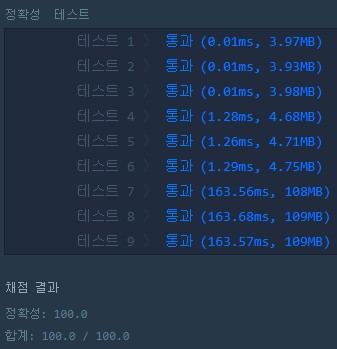 정확성 테스트
테스트 1 〉 통과 (0.01ms, 3.97MB)
테스트 2 〉 통과 (0.01ms, 3.93MB)
테스트 3 〉 통과 (0.01ms, 3.98MB)
테스트 4 〉 통과 (1.28ms, 4.68MB)
테스트 5 〉 통과 (1.26ms, 4.71MB)
테스트 6 〉 통과 (1.29ms, 4.75MB)
테스트 7 〉 통과 (163.56ms, 108MB)
테스트 8 〉 통과 (163.68ms, 109MB)
테스트 9 〉 통과 (163.57ms, 109MB)
채점 결과
정확성: 100.0
합계: 100.0 / 100.0